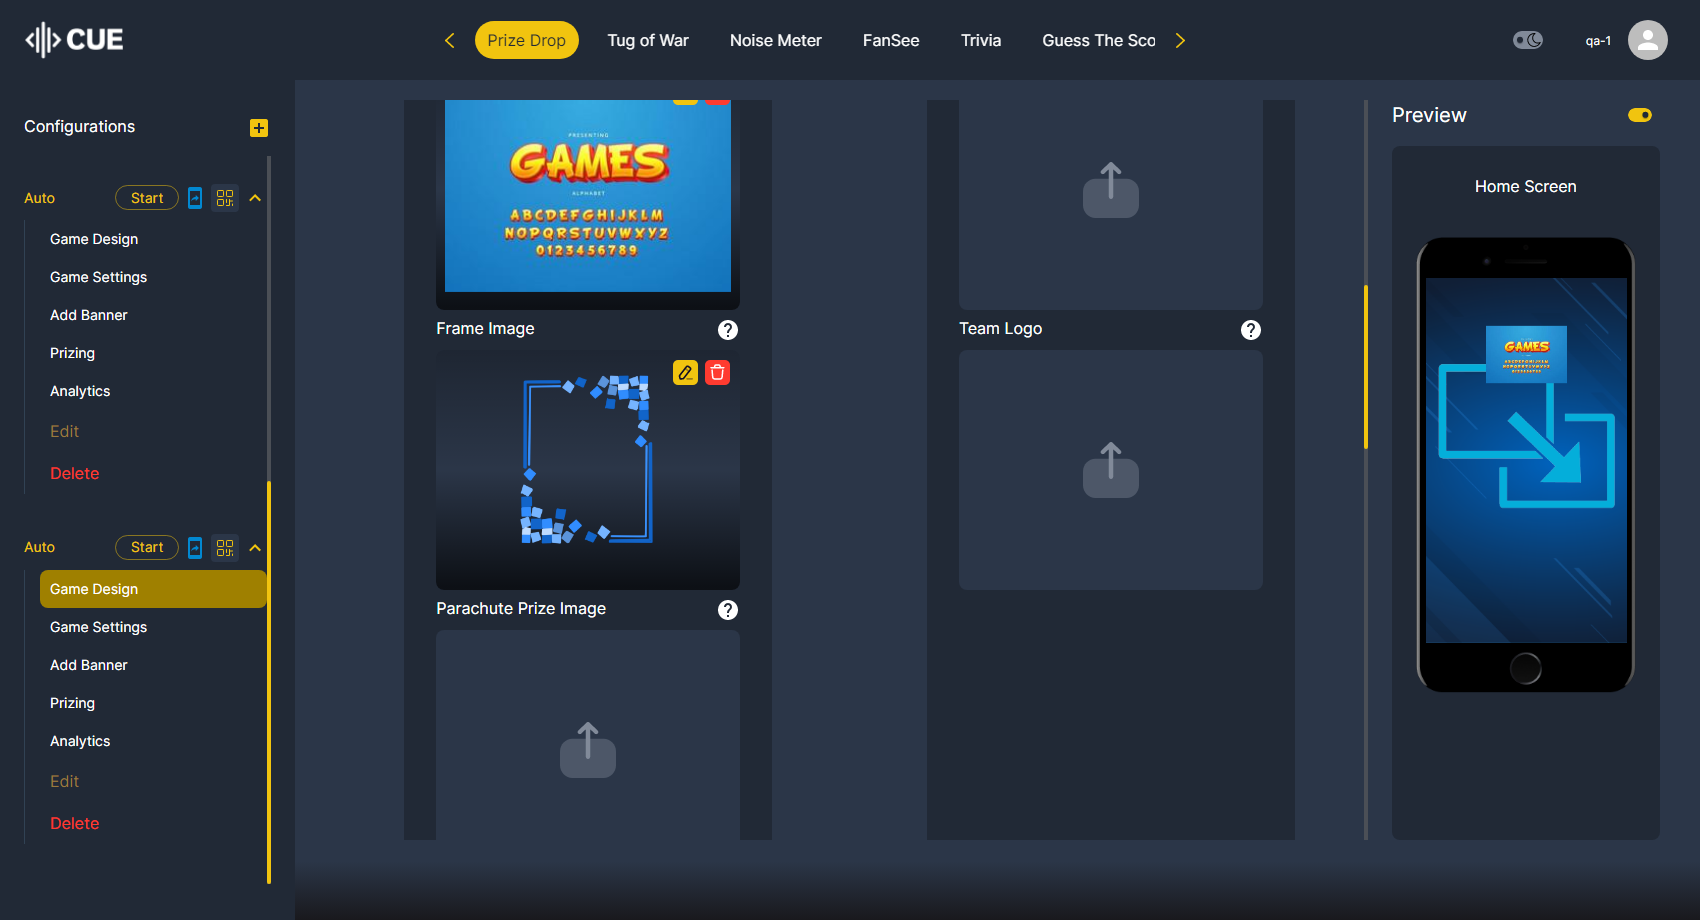 CUE
Prize Drop
Tug of War
Noise Meter
FanSee
Trivia
Guess The Sco
qa-1
Configurations
Auto
Start
Game Design
Game Settings
Add Banner
Prizing
Analytics
Edit
Delete
Auto
Start
Game Design
Game Settings
Add Banner
Prizing
Analytics
Edit
Delete
PRESENTING
GAMES
ALPHABET
ABCDEFGHIJKLM
NOPQRSTUVWXYZ
0123456789
Frame Image
?
Parachute Prize Image
?
Team Logo
?
Preview
Home Screen
GAMES